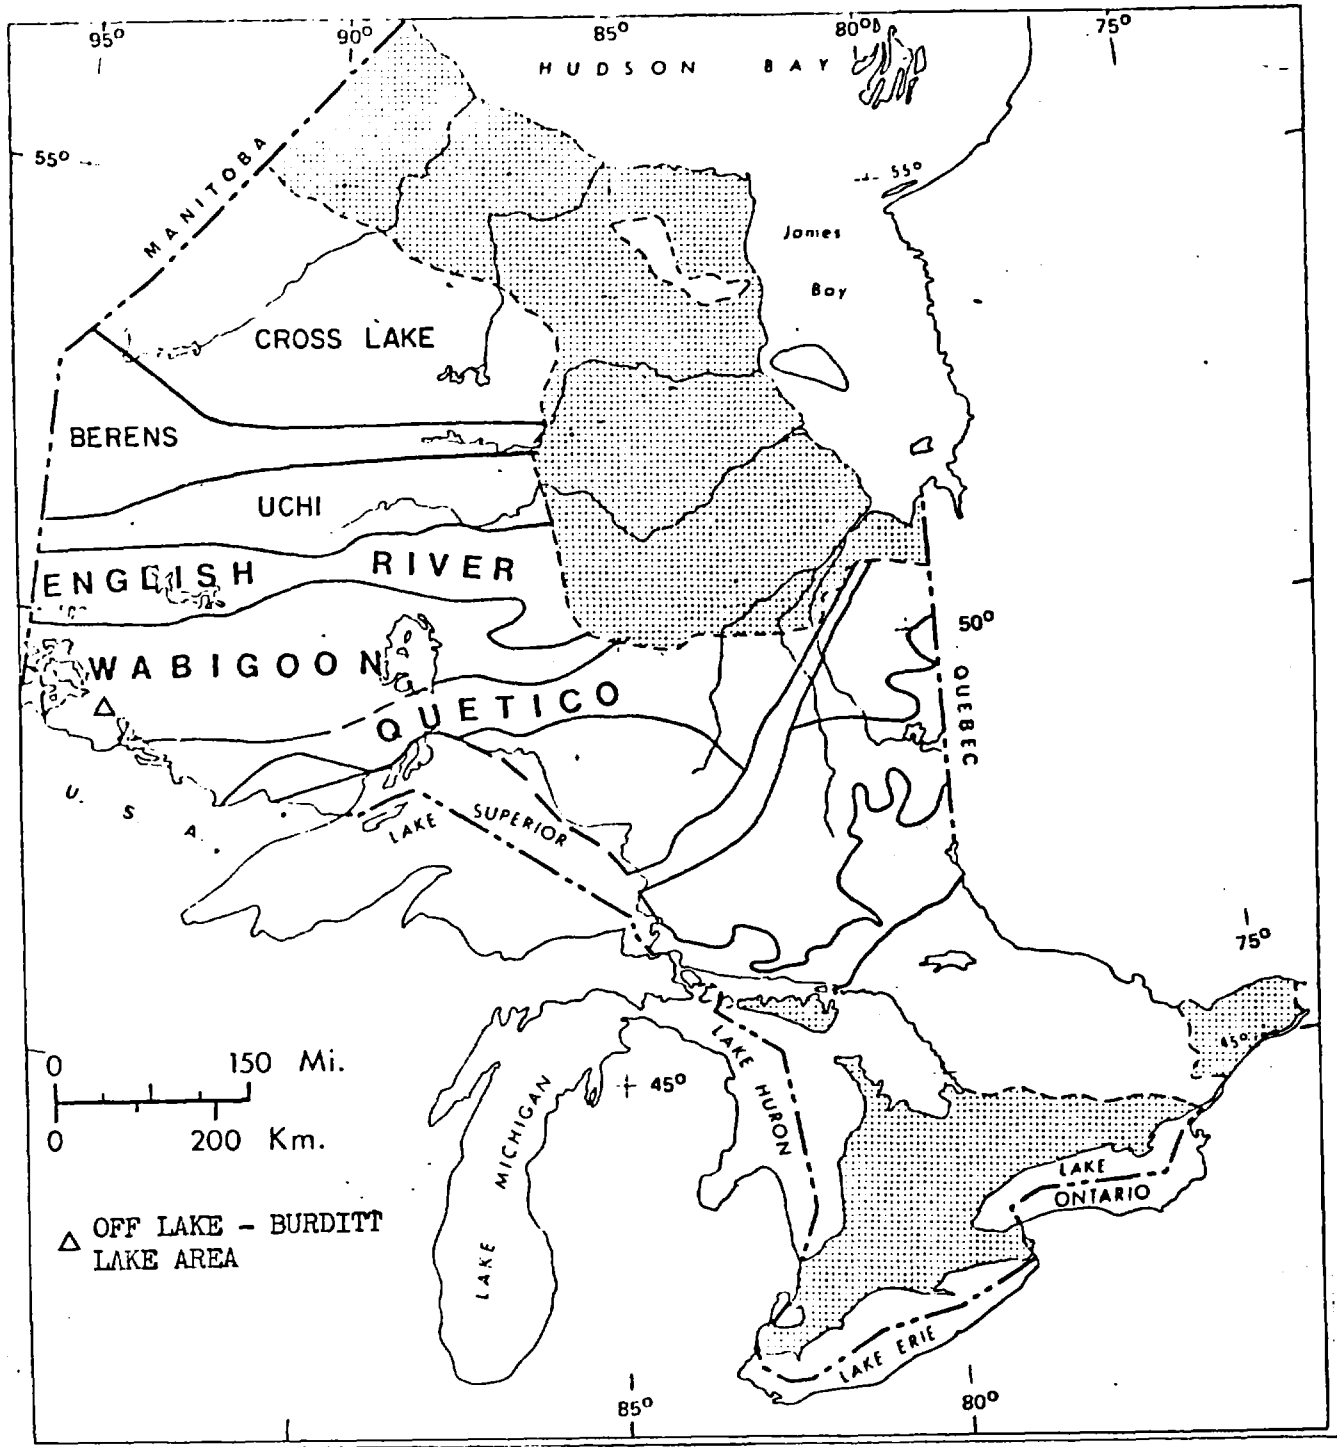 95° 90° 85° 80° 75°
HUDSON BAY
MANITOBA
55°
55°
James
Bay
CROSS LAKE
BERENS
UCHI
ENGLISH RIVER
50°
WABIGOON
QUETICO
QUEBEC
U. S. A.
LAKE SUPERIOR
75°
45°
0 150 Mi.
0 200 Km.
45°
LAKE HURON
LAKE MICHIGAN
LAKE
ONTARIO
△ OFF LAKE - BURDITT
LAKE AREA
LAKE ERIE
85° 80°